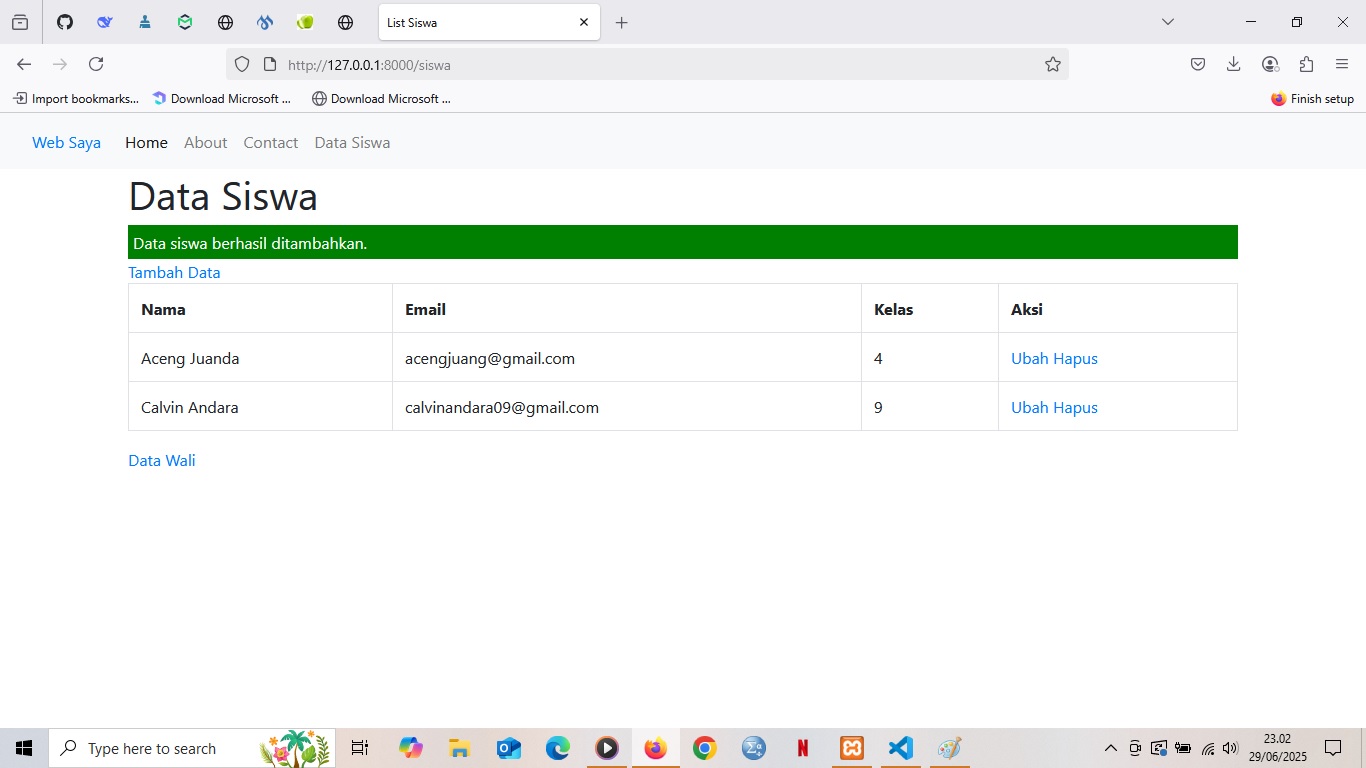 List Siswa
http://127.0.0.1:8000/siswa
Import bookmarks... Download Microsoft ... Download Microsoft ... Finish setup
Web Saya Home About Contact Data Siswa
Data Siswa
Data siswa berhasil ditambahkan.
Tambah Data
Nama Email Kelas Aksi
Aceng Juanda acengjuang@gmail.com 4 Ubah Hapus
Calvin Andara calvinandara09@gmail.com 9 Ubah Hapus
Data Wali
Type here to search
23.02
29/06/2025